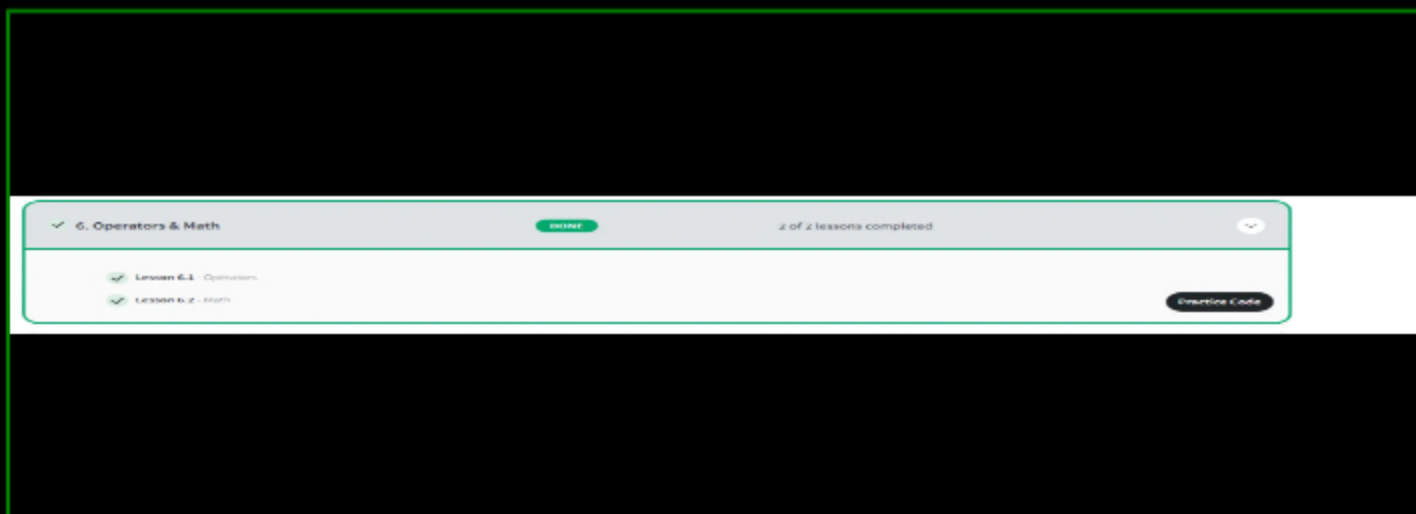 6. Operators & Math
DONE
2 of 2 lessons completed
Lesson 6.1 - Operators
Lesson 6.2 - Math
Practice Code